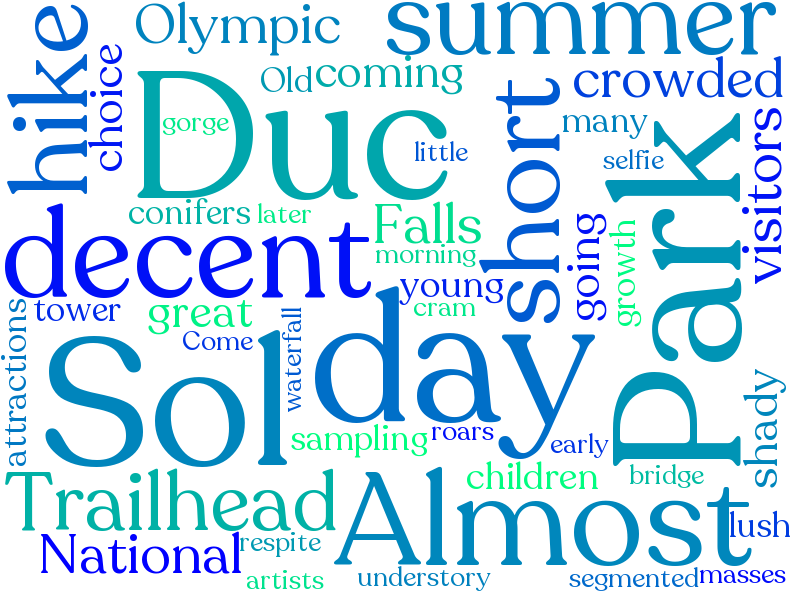 Olympic
summer
hike
choice
Old
coming
crowded
Duc
gorge
short
many
little
selfie
Park
visitors
conifers
later
Falls
decent
morning
going
growth
young
tower
great
cram
attractions
Come
waterfall
day
Sol
sampling
roars
early
shady
children
bridge
Trailhead
Almost
lush
National
respite
artists
understory
segmented
masses